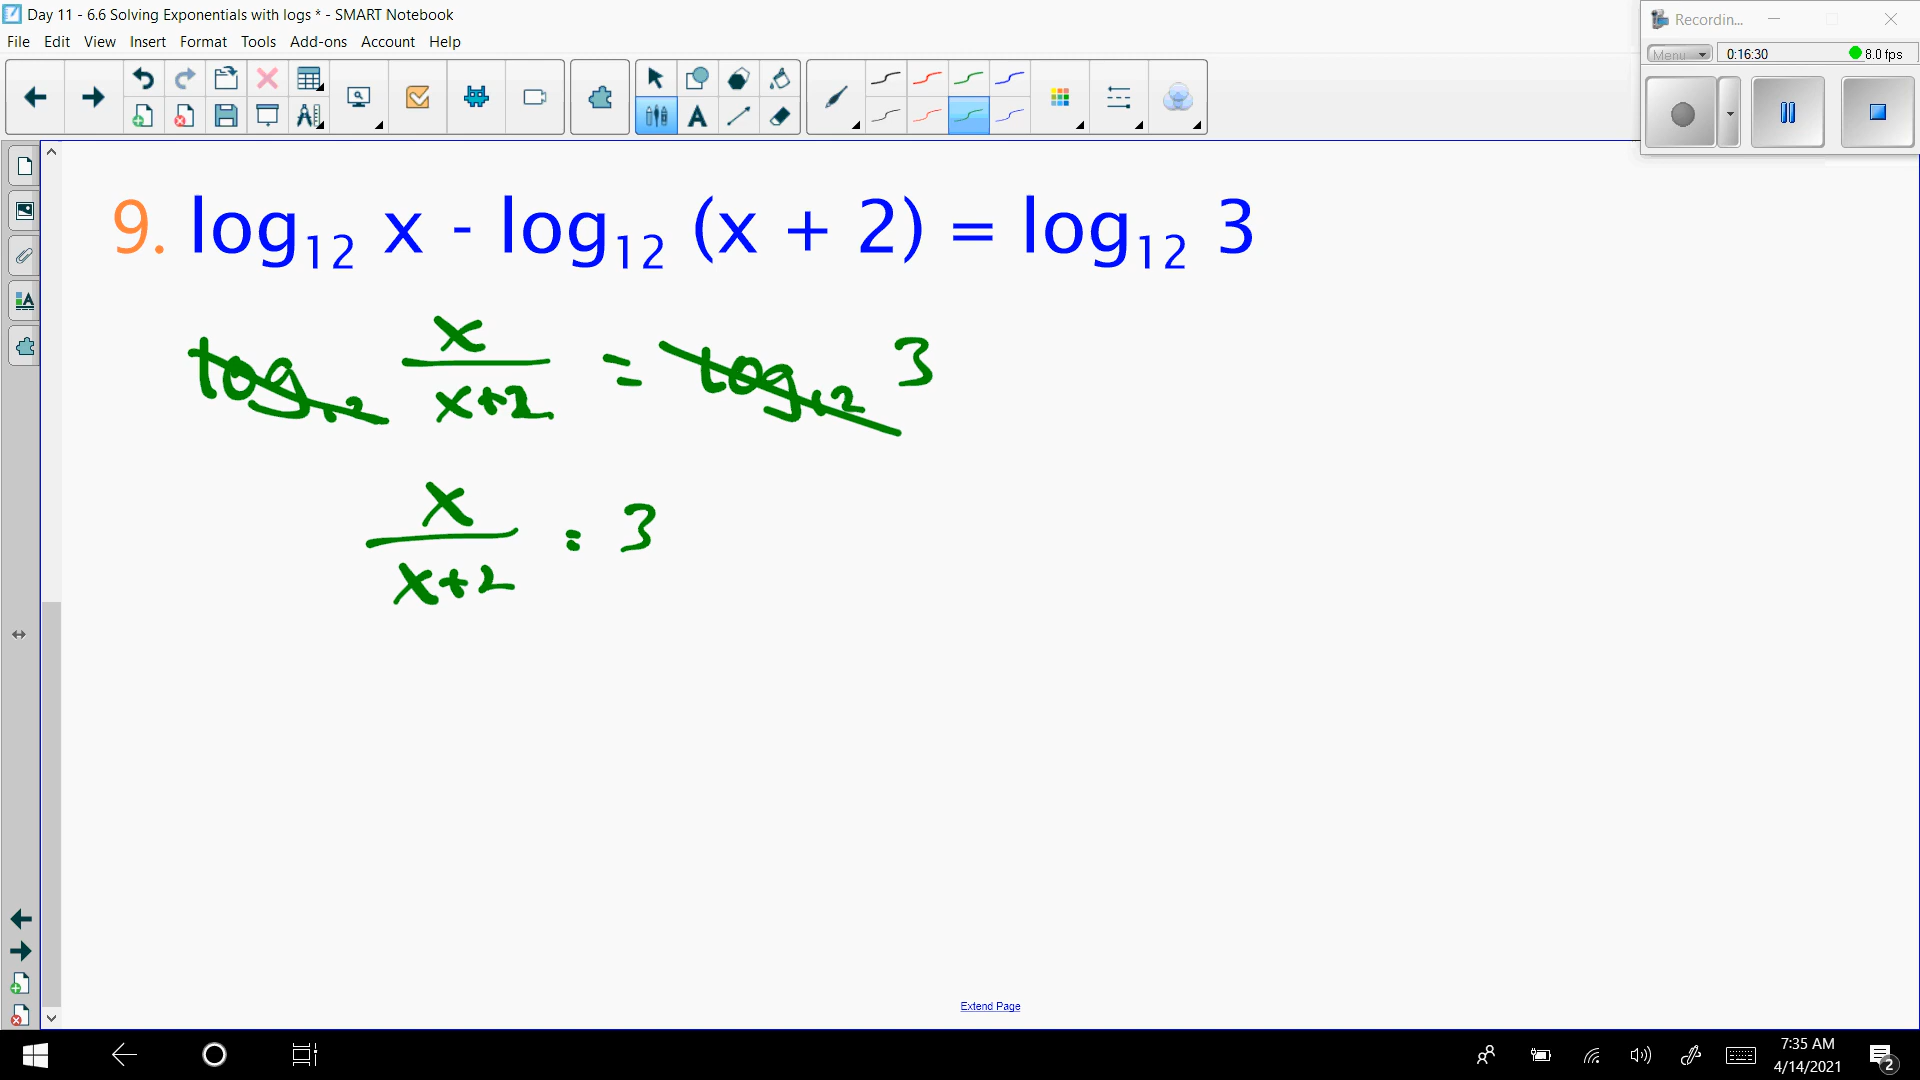 Day 11 - 6.6 Solving Exponentials with logs * - SMART Notebook
File Edit View Insert Format Tools Add-ons Account Help
Recordin...
Menu 0:16:30 8.0 fps
9. log₁₂ x - log₁₂ (x + 2) = log₁₂ 3
log₁₂ x/(x+2) = log₁₂ 3
x/(x+2) = 3
Extend Page
7:35 AM
4/14/2021
2